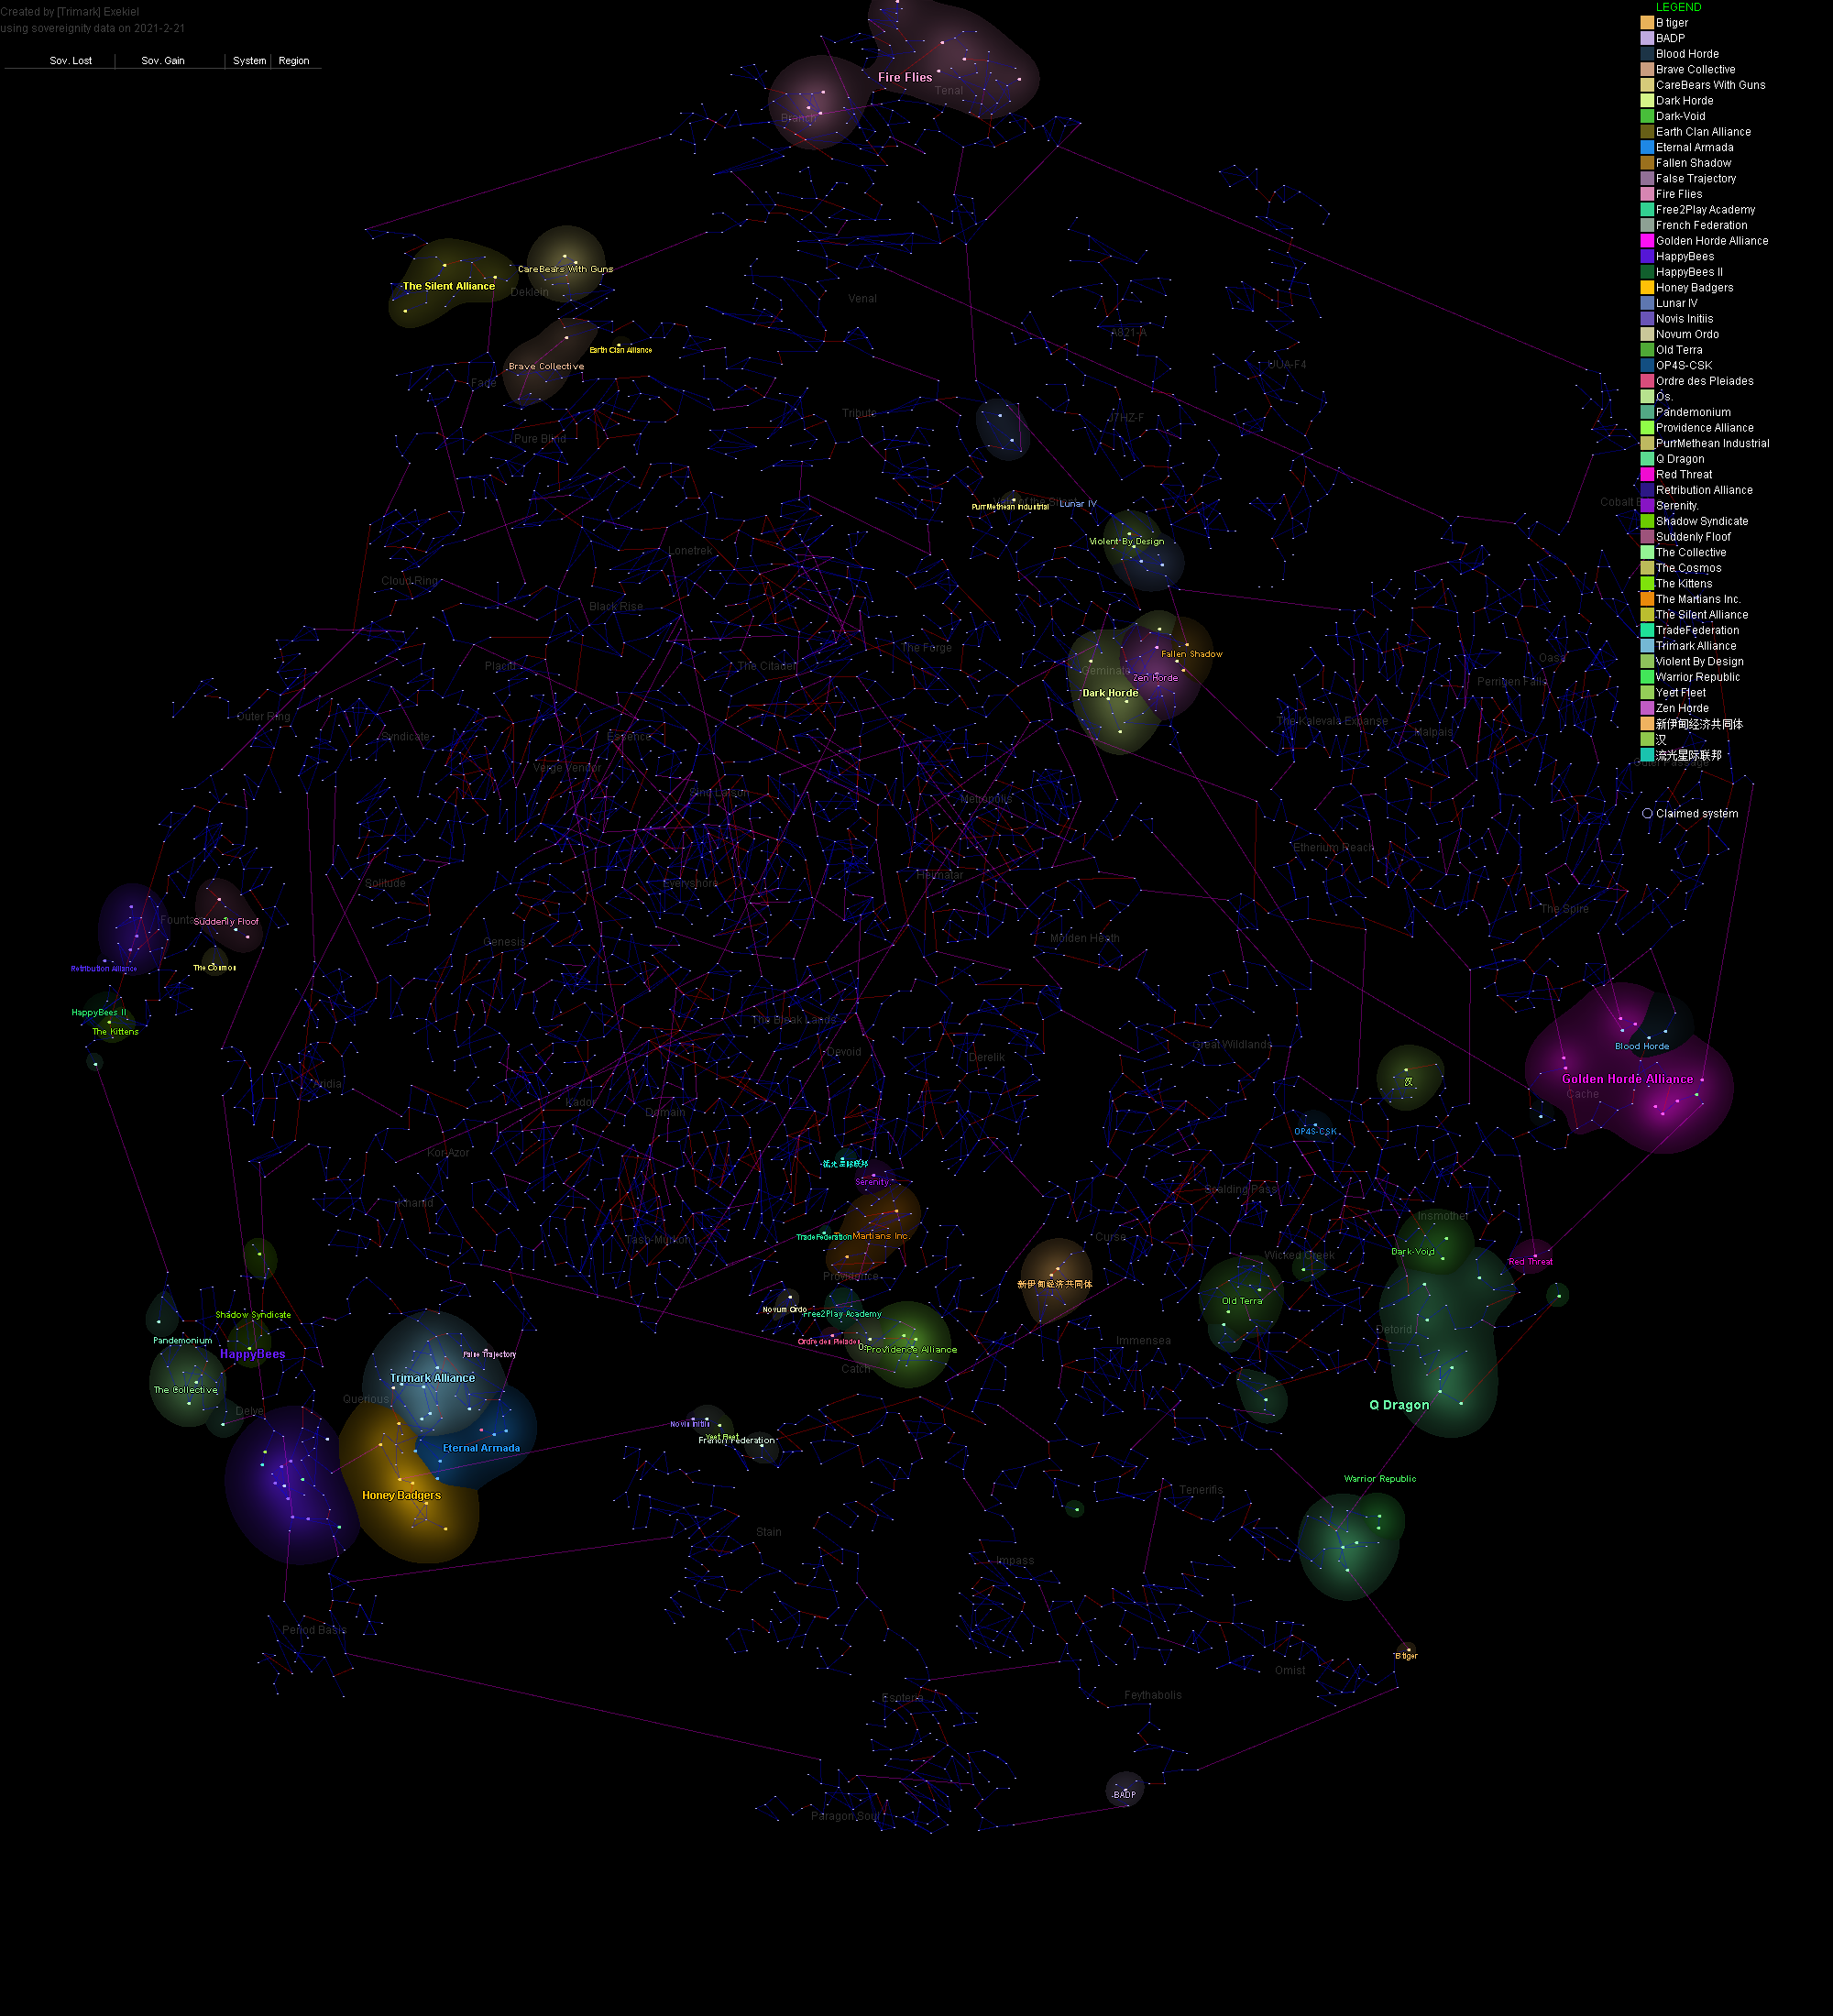 Created by [Trimark] Exekiel
using sovereignity data on 2021-2-21
Sov. Lost
Sov. Gain
System
Region
LEGEND
B tiger
BADP
Blood Horde
Brave Collective
CareBears With Guns
Dark Horde
Dark-Void
Earth Clan Alliance
Eternal Armada
Fallen Shadow
False Trajectory
Fire Flies
Free2Play Academy
French Federation
Golden Horde Alliance
HappyBees
HappyBees II
Honey Badgers
Lunar IV
Novis Initiis
Novum Ordo
Old Terra
OP4S-CSK
Ordre des Pleiades
Os.
Pandemonium
Providence Alliance
PurrMethean Industrial
Q Dragon
Red Threat
Retribution Alliance
Serenity.
Shadow Syndicate
Suddenly Floof
The Collective
The Cosmos
The Kittens
The Martians Inc.
The Silent Alliance
TradeFederation
Trimark Alliance
Violent By Design
Warrior Republic
Yeet Fleet
Zen Horde
新伊甸经济共同体
汉
流光星际联邦
Claimed system
Fire Flies
Tenal
Branch
CareBears With Guns
The Silent Alliance
Deklein
Venal
A821-A
Earth Clan Alliance
Brave Collective
UUA-F4
Fade
Tribute
J7HZ-F
Pure Blind
Lunar IV
PurrMethean Industrial
Violent By Design
Lonetrek
Cloud Ring
Black Rise
The Forge
Fallen Shadow
Oasa
Placid
The Citadel
Geminate
Zen Horde
Perrigen Falls
Dark Horde
Outer Ring
The Kalevala Expanse
Malpais
Syndicate
Essence
Outer Passage
Verge Vendor
Sinq Laison
Metropolis
Etherium Reach
Solitude
Everyshore
Heimatar
The Spire
Suddenly Floof
Genesis
Molden Heath
Retribution Alliance
The Cosmos
HappyBees II
The Bleak Lands
The Kittens
Great Wildlands
Blood Horde
Devoid
Derelik
Golden Horde Alliance
汉
Aridia
Cache
Kador
Domain
OP4S-CSK
Kor-Azor
流光星际联邦
Serenity.
Scalding Pass
Khanid
Insmother
TradeFederation
The Martians Inc.
Curse
Tash-Murkon
Dark-Void
Wicked Creek
Red Threat
Providence
新伊甸经济共同体
Old Terra
Novum Ordo
Free2Play Academy
Shadow Syndicate
Detorid
Pandemonium
Ordre des Pleiades
Os.
Providence Alliance
Immensea
HappyBees
False Trajectory
Catch
Trimark Alliance
The Collective
Querious
Q Dragon
Delve
Novis Initiis
Yeet Fleet
French Federation
Eternal Armada
Warrior Republic
Honey Badgers
Tenerifis
Stain
Impass
Period Basis
B tiger
Omist
Feythabolis
Esoteria
BADP
Paragon Soul